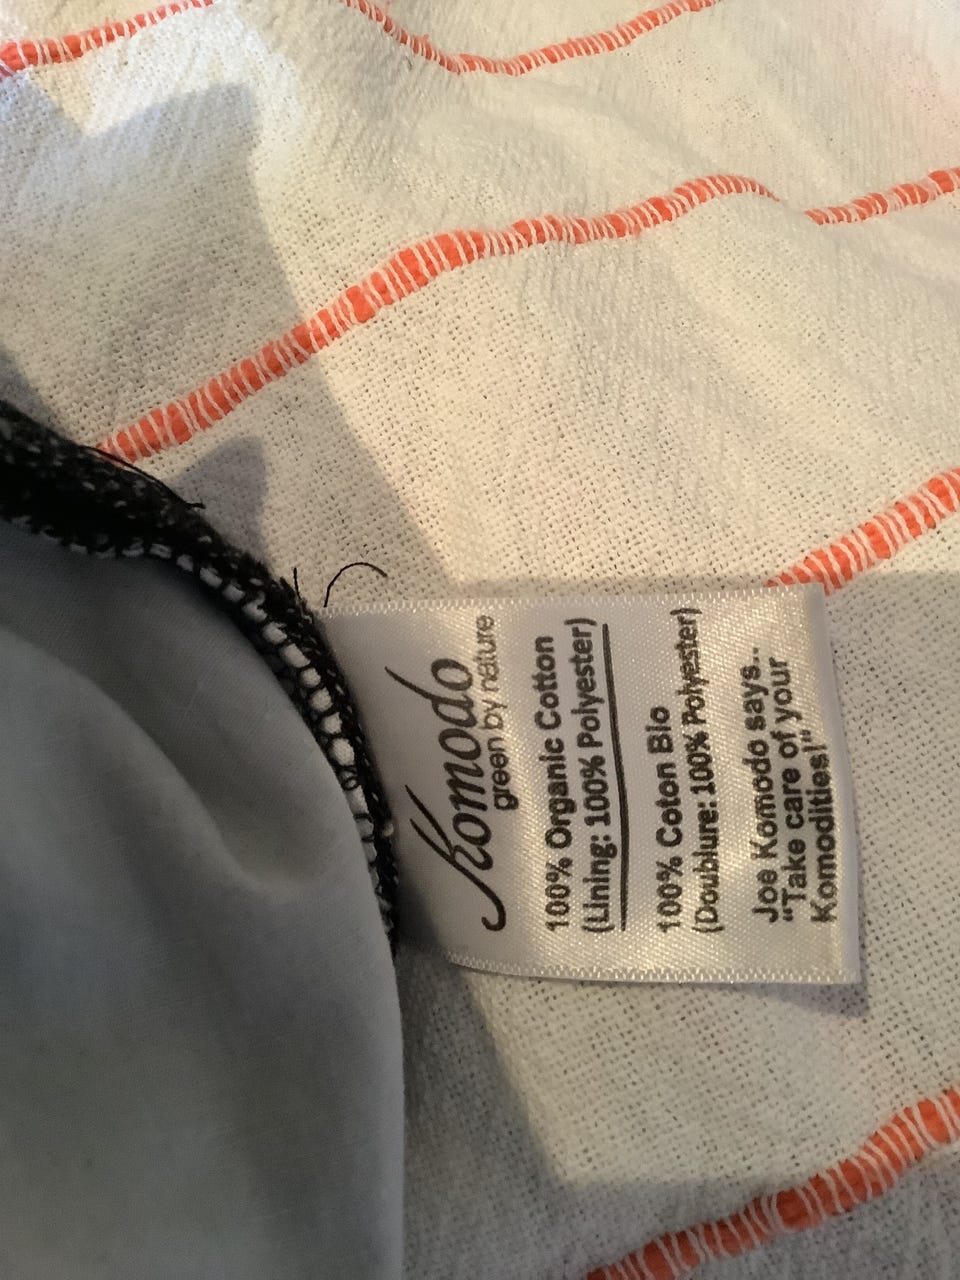 Komodo
green by nature
100% Organic Cotton
(Lining: 100% Polyester)
100% Coton Bio
(Doublure: 100% Polyester)
Joe Komodo says..
“Take care of your
Komodities!“